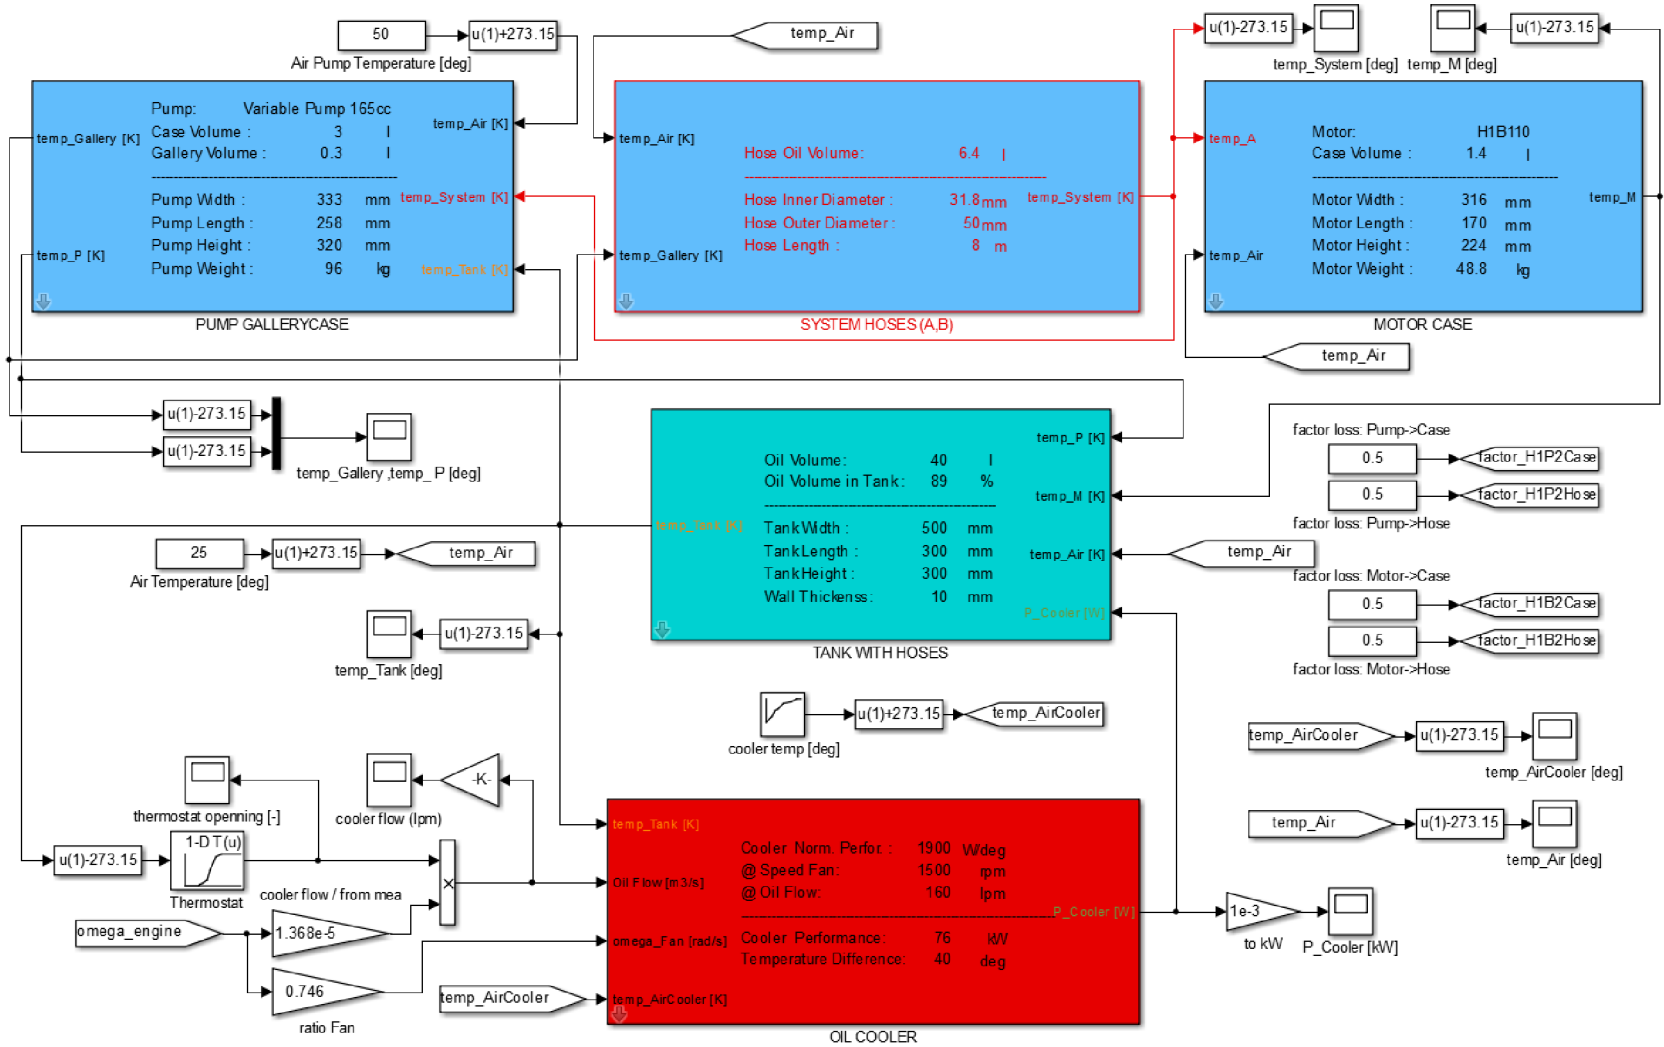 50
u(1)+273.15
Air Pump Temperature [deg]
temp_Air
u(1)-273.15
temp_System [deg]
u(1)-273.15
temp_M [deg]
temp_Gallery [K]
temp_P [K]
Pump: Variable Pump 165cc
Case Volume : 3 l
Gallery Volume : 0.3 l
Pump Width : 333 mm
Pump Length : 258 mm
Pump Height : 320 mm
Pump Weight : 96 kg
temp_Air [K]
temp_System [K]
temp_Tank [K]
PUMP GALLERYCASE
temp_Air [K]
temp_Gallery [K]
Hose Oil Volume: 6.4 l
Hose Inner Diameter : 31.8 mm
Hose Outer Diameter : 50 mm
Hose Length : 8 m
temp_System [K]
SYSTEM HOSES (A,B)
temp_A
temp_Air
Motor: H1B110
Case Volume : 1.4 l
Motor Width : 316 mm
Motor Length : 170 mm
Motor Height : 224 mm
Motor Weight : 48.8 kg
temp_M
MOTOR CASE
temp_Air
u(1)-273.15
u(1)-273.15
temp_Gallery ,temp_ P [deg]
temp_Tank [K]
Oil Volume: 40 l
Oil Volume in Tank : 89 %
Tank Width : 500 mm
Tank Length : 300 mm
Tank Height : 300 mm
Wall Thickenss: 10 mm
temp_P [K]
temp_M [K]
temp_Air [K]
P_Cooler [W]
TANK WITH HOSES
temp_Air
factor loss: Pump->Case
0.5
factor_H1P2Case
0.5
factor_H1P2Hose
factor loss: Pump->Hose
factor loss: Motor->Case
0.5
factor_H1B2Case
0.5
factor_H1B2Hose
factor loss: Motor->Hose
25
u(1)+273.15
temp_Air
Air Temperature [deg]
u(1)-273.15
temp_Tank [deg]
cooler temp [deg]
u(1)+273.15
temp_AirCooler
temp_AirCooler
u(1)-273.15
temp_AirCooler [deg]
temp_Air
u(1)-273.15
temp_Air [deg]
thermostat openning [-]
cooler flow (lpm)
-K-
u(1)-273.15
1-D T(u)
Thermostat
cooler flow / from mea
1.368e-5
×
omega_engine
0.746
ratio Fan
temp_AirCooler
temp_Tank [K]
Oil Flow [m3/s]
omega_Fan [rad/s]
temp_AirCooler [K]
Cooler Norm. Perfor. : 1900 W/deg
@ Speed Fan: 1500 rpm
@ Oil Flow: 160 lpm
Cooler Performance: 76 kW
Temperature Difference: 40 deg
P_Cooler [W]
OIL COOLER
1e-3
to kW
P_Cooler [kW]